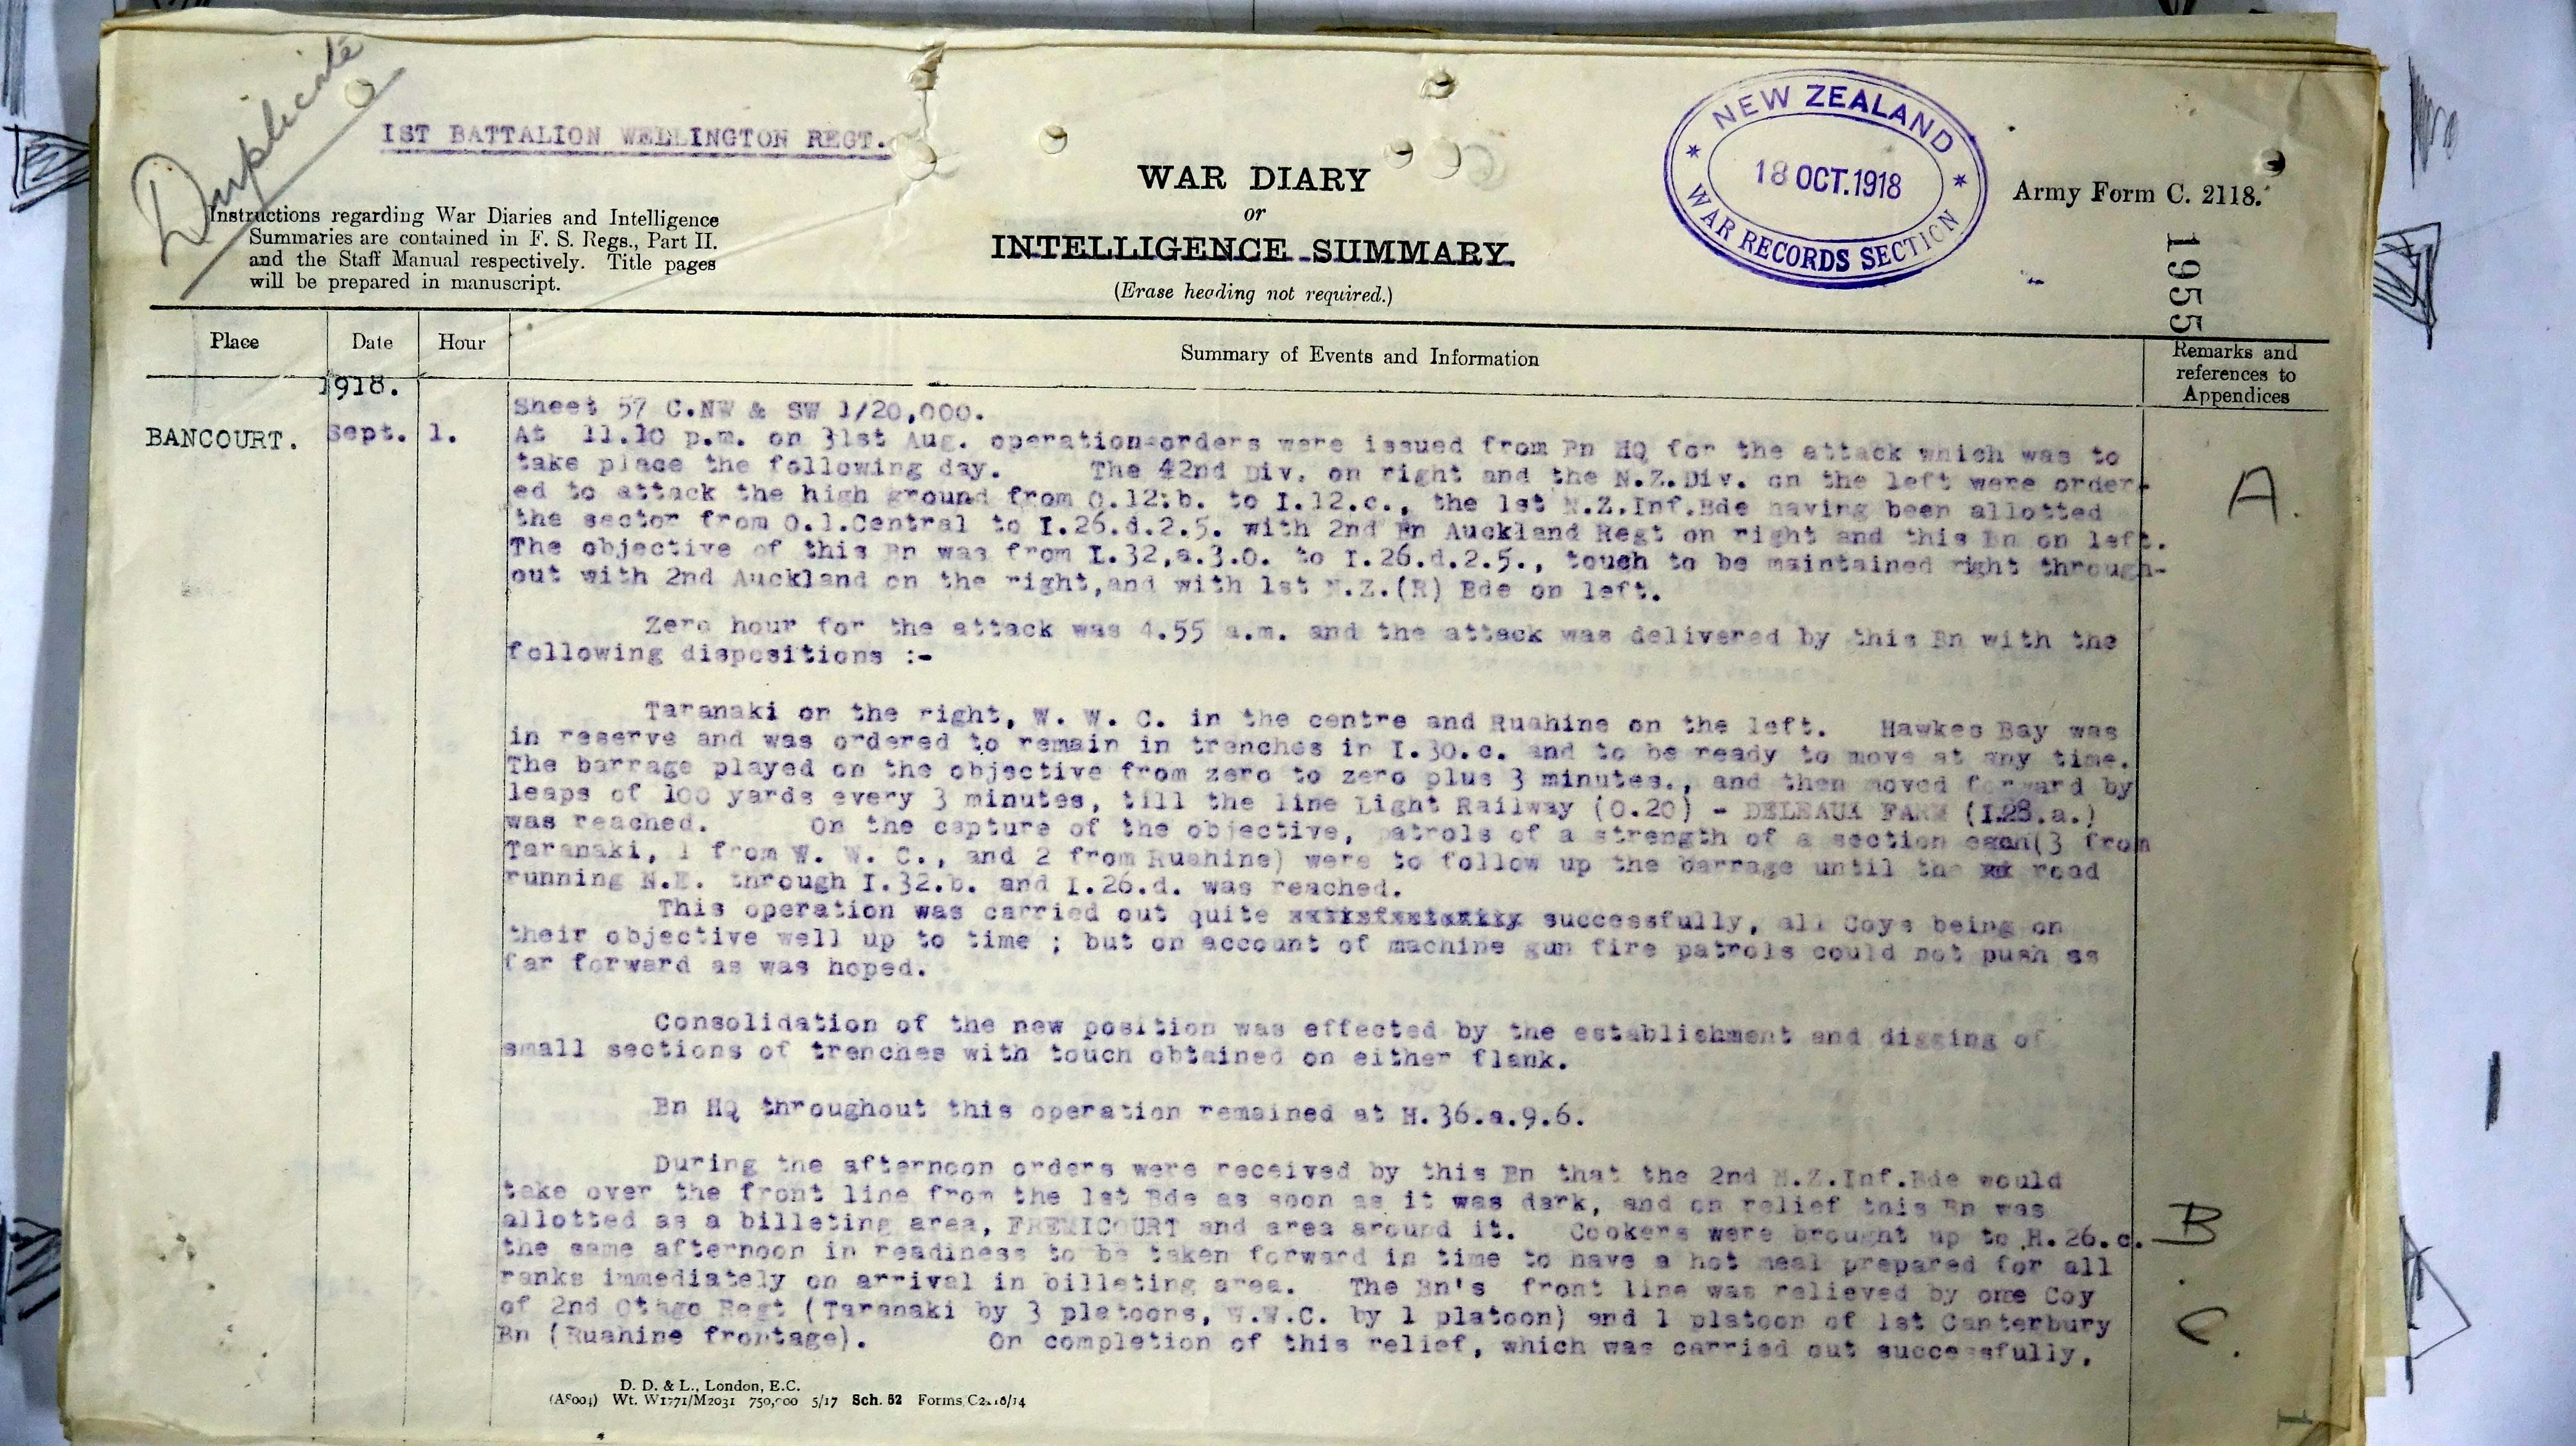 Duplicate
1ST BATTALION WELLINGTON REGT.
NEW ZEALAND
18 OCT.1918
WAR RECORDS SECTION
WAR DIARY
or
INTELLIGENCE SUMMARY.
(Erase heading not required.)
Army Form C. 2118.
1955
Instructions regarding War Diaries and Intelligence
Summaries are contained in F. S. Regs., Part II.
and the Staff Manual respectively. Title pages
will be prepared in manuscript.
Place Date Hour Summary of Events and Information Remarks and
references to
Appendices
1918.
Sheet 57 C.NW & SW 1/20,000.
BANCOURT. Sept. 1. At 11.10 p.m. on 31st Aug. operation orders were issued from Bn HQ for the attack which was to
take place the following day. The 42nd Div. on right and the N.Z.Div. on the left were order-
ed to attack the high ground from O.12.b. to I.12.c., the 1st N.Z.Inf.Bde having been allotted
A.
the sector from O.1.Central to I.26.d.2.5. with 2nd Bn Auckland Regt on right and this Bn on left.
The objective of this Bn was from I.32,a.3.0. to I.26.d.2.5., touch to be maintained right through-
out with 2nd Auckland on the right,and with 1st N.Z.(R) Bde on left.
Zero hour for the attack was 4.55 a.m. and the attack was delivered by this Bn with the
following dispositions :-
Taranaki on the right, W. W. C. in the centre and Ruahine on the left. Hawkes Bay was
in reserve and was ordered to remain in trenches in I.30.c. and to be ready to move at any time.
The barrage played on the objective from zero to zero plus 3 minutes., and then moved forward by
leaps of 100 yards every 3 minutes, till the line Light Railway (O.20) - DELEAUX FARM (I.28.a.)
was reached. On the capture of the objective, patrols of a strength of a section each(3 from
Taranaki, 1 from W. W. C., and 2 from Ruahine) were to follow up the barrage until the road
running N.E. through I.32.b. and I.26.d. was reached.
This operation was carried out quite successfully, all Coys being on
their objective well up to time ; but on account of machine gun fire patrols could not push as
far forward as was hoped.
Consolidation of the new position was effected by the establishment and digging of
small sections of trenches with touch obtained on either flank.
Bn HQ throughout this operation remained at H.36.a.9.6.
During the afternoon orders were received by this Bn that the 2nd N.Z.Inf.Bde would
take over the front line from the 1st Bde as soon as it was dark, and on relief this Bn was
allotted as a billeting area, FREMICOURT and area around it. Cookers were brought up to H.26.c. B
the same afternoon in readiness to be taken forward in time to have a hot meal prepared for all
ranks immediately on arrival in billeting area. The Bn's front line was relieved by one Coy
of 2nd Otago Regt (Taranaki by 3 platoons, W.W.C. by 1 platoon) and 1 platoon of 1st Canterbury C.
Bn (Ruahine frontage). On completion of this relief, which was carried out successfully,
D. D. & L., London, E.C.
(A8004) Wt. W1771/M2031 750,000 5/17 Sch. 52 Forms C2118/14
1